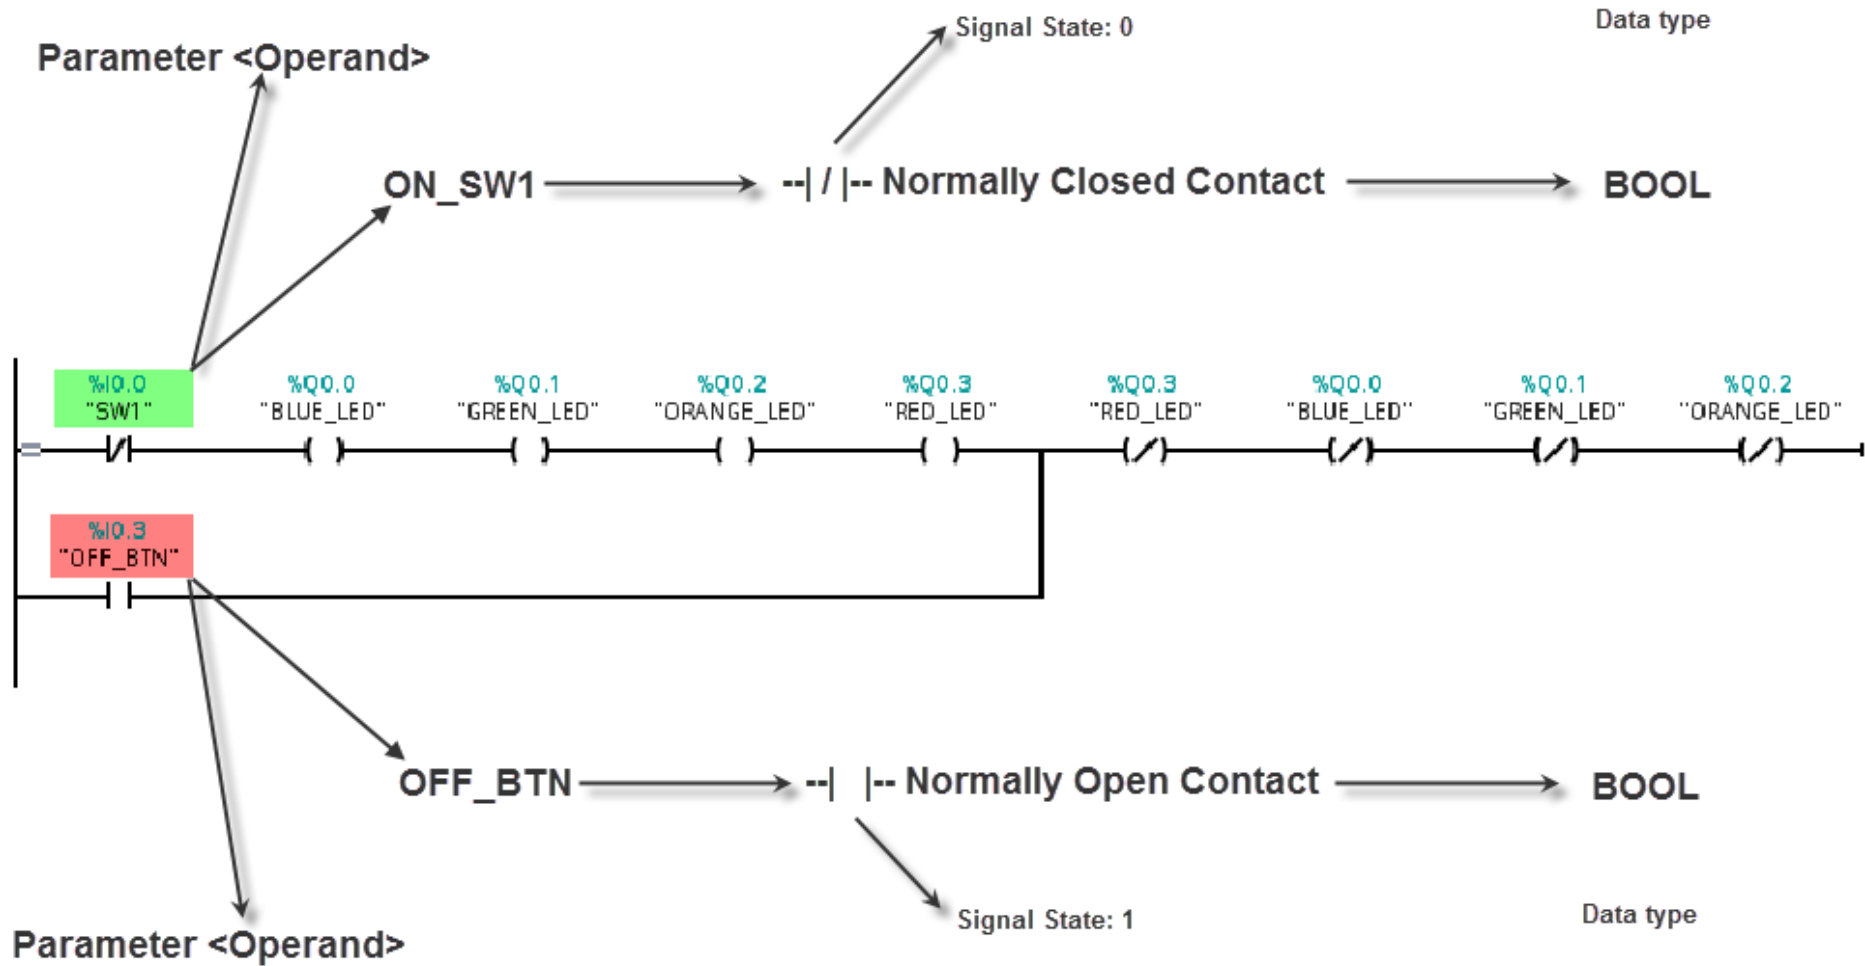 Signal State: 0
Data type
Parameter <Operand>
ON_SW1
--| / |-- Normally Closed Contact
BOOL
%I0.0
"SW1"
%Q0.0
"BLUE_LED"
%Q0.1
"GREEN_LED"
%Q0.2
"ORANGE_LED"
%Q0.3
"RED_LED"
%Q0.3
"RED_LED"
%Q0.0
"BLUE_LED"
%Q0.1
"GREEN_LED"
%Q0.2
"ORANGE_LED"
%I0.3
"OFF_BTN"
OFF_BTN
--| |-- Normally Open Contact
BOOL
Signal State: 1
Data type
Parameter <Operand>